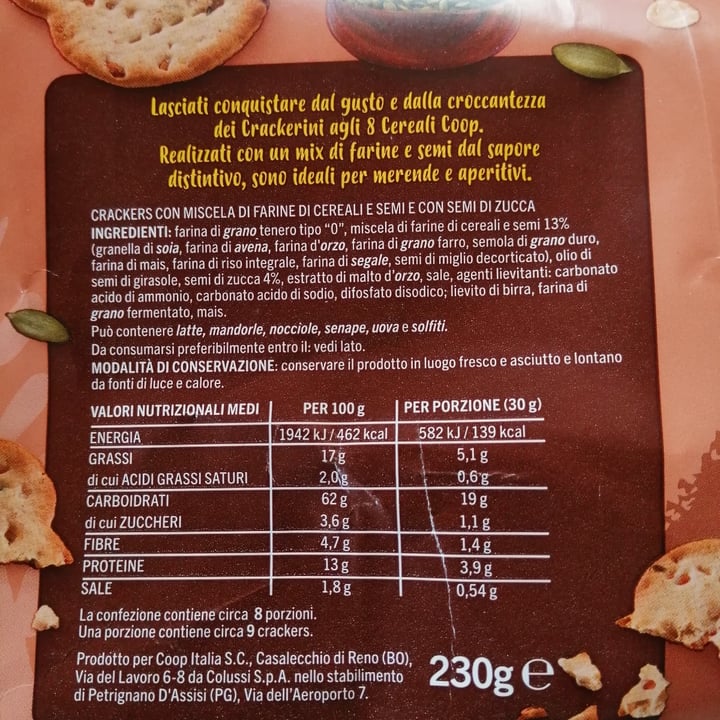 Lasciati conquistare dal gusto e dalla croccantezza
dei Crackerini agli 8 Cereali Coop.
Realizzati con un mix di farine e semi dal sapore
distintivo, sono ideali per merende e aperitivi.
CRACKERS CON MISCELA DI FARINE DI CEREALI E SEMI E CON SEMI DI ZUCCA
INGREDIENTI: farina di grano tenero tipo "0", miscela di farine di cereali e semi 13%
(granella di soia, farina di avena, farina d'orzo, farina di grano farro, semola di grano duro,
farina di mais, farina di riso integrale, farina di segale, semi di miglio decorticato), olio di
semi di girasole, semi di zucca 4%, estratto di malto d'orzo, sale, agenti lievitanti: carbonato
acido di ammonio, carbonato acido di sodio, difosfato disodico; lievito di birra, farina di
grano fermentato, mais.
Può contenere latte, mandorle, nocciole, senape, uova e solfiti.
Da consumarsi preferibilmente entro il: vedi lato.
MODALITÀ DI CONSERVAZIONE: conservare il prodotto in luogo fresco e asciutto e lontano
da fonti di luce e calore.
VALORI NUTRIZIONALI MEDI PER 100 g PER PORZIONE (30 g)
ENERGIA 1942 kJ / 462 kcal 582 kJ / 139 kcal
GRASSI 17 g 5,1 g
di cui ACIDI GRASSI SATURI 2,0 g 0,6 g
CARBOIDRATI 62 g 19 g
di cui ZUCCHERI 3,6 g 1,1 g
FIBRE 4,7 g 1,4 g
PROTEINE 13 g 3,9 g
SALE 1,8 g 0,54 g
La confezione contiene circa 8 porzioni.
Una porzione contiene circa 9 crackers.
Prodotto per Coop Italia S.C., Casalecchio di Reno (BO),
Via del Lavoro 6-8 da Colussi S.p.A. nello stabilimento
di Petrignano D'Assisi (PG), Via dell'Aeroporto 7.
230g e